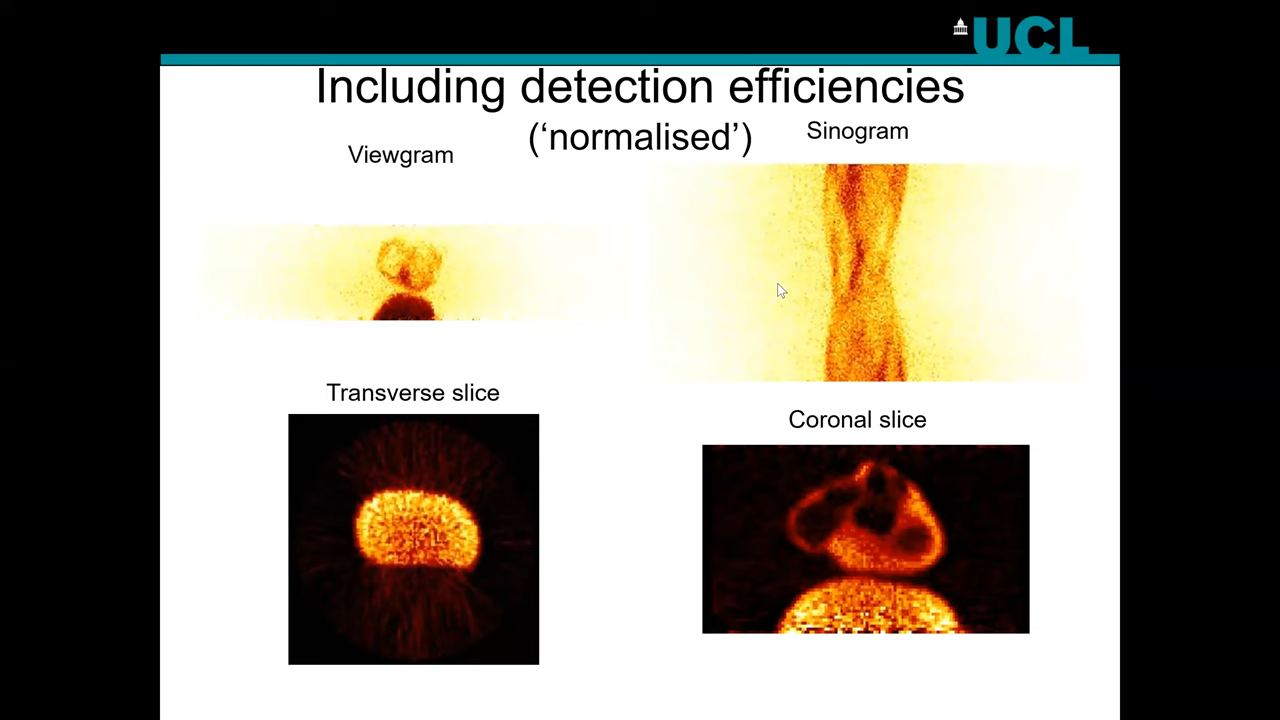 UCL
Including detection efficiencies
(‘normalised’)
Viewgram
Sinogram
Transverse slice
Coronal slice